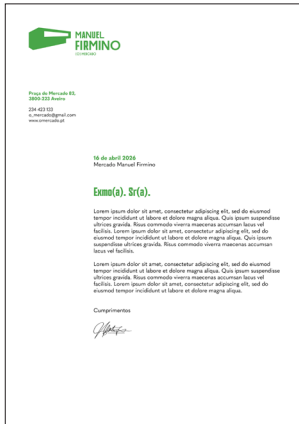 MANUEL
FIRMINO
Praça do Mercado 83,
3800-223 Aveiro
234 423 123
o_mercado@gmail.com
www.omercado.pt
16 de abril 2026
Mercado Manuel Firmino
Exmo(a). Sr(a).
Lorem ipsum dolor sit amet, consectetur adipiscing elit, sed do eiusmod
tempor incididunt ut labore et dolore magna aliqua. Quis ipsum suspendisse
ultrices gravida. Risus commodo viverra maecenas accumsan lacus vel
facilisis. Lorem ipsum dolor sit amet, consectetur adipiscing elit, sed do
eiusmod tempor incididunt ut labore et dolore magna aliqua. Quis ipsum
suspendisse ultrices gravida. Risus commodo viverra maecenas accumsan
lacus vel facilisis.
Lorem ipsum dolor sit amet, consectetur adipiscing elit, sed do eiusmod
tempor incididunt ut labore et dolore magna aliqua. Quis ipsum suspendisse
ultrices gravida. Risus commodo viverra maecenas accumsan lacus vel
facilisis. Lorem ipsum dolor sit amet, consectetur adipiscing elit, sed do
eiusmod tempor incididunt ut labore et dolore magna aliqua.
Cumprimentos